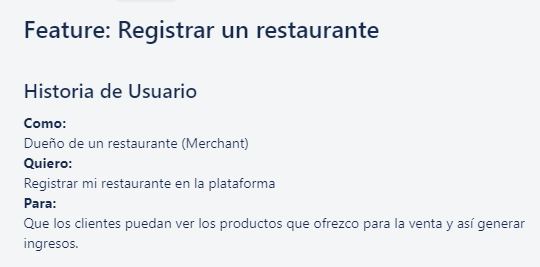 Feature: Registrar un restaurante
Historia de Usuario
Como:
Dueño de un restaurante (Merchant)
Quiero:
Registrar mi restaurante en la plataforma
Para:
Que los clientes puedan ver los productos que ofrezco para la venta y así generar
ingresos.